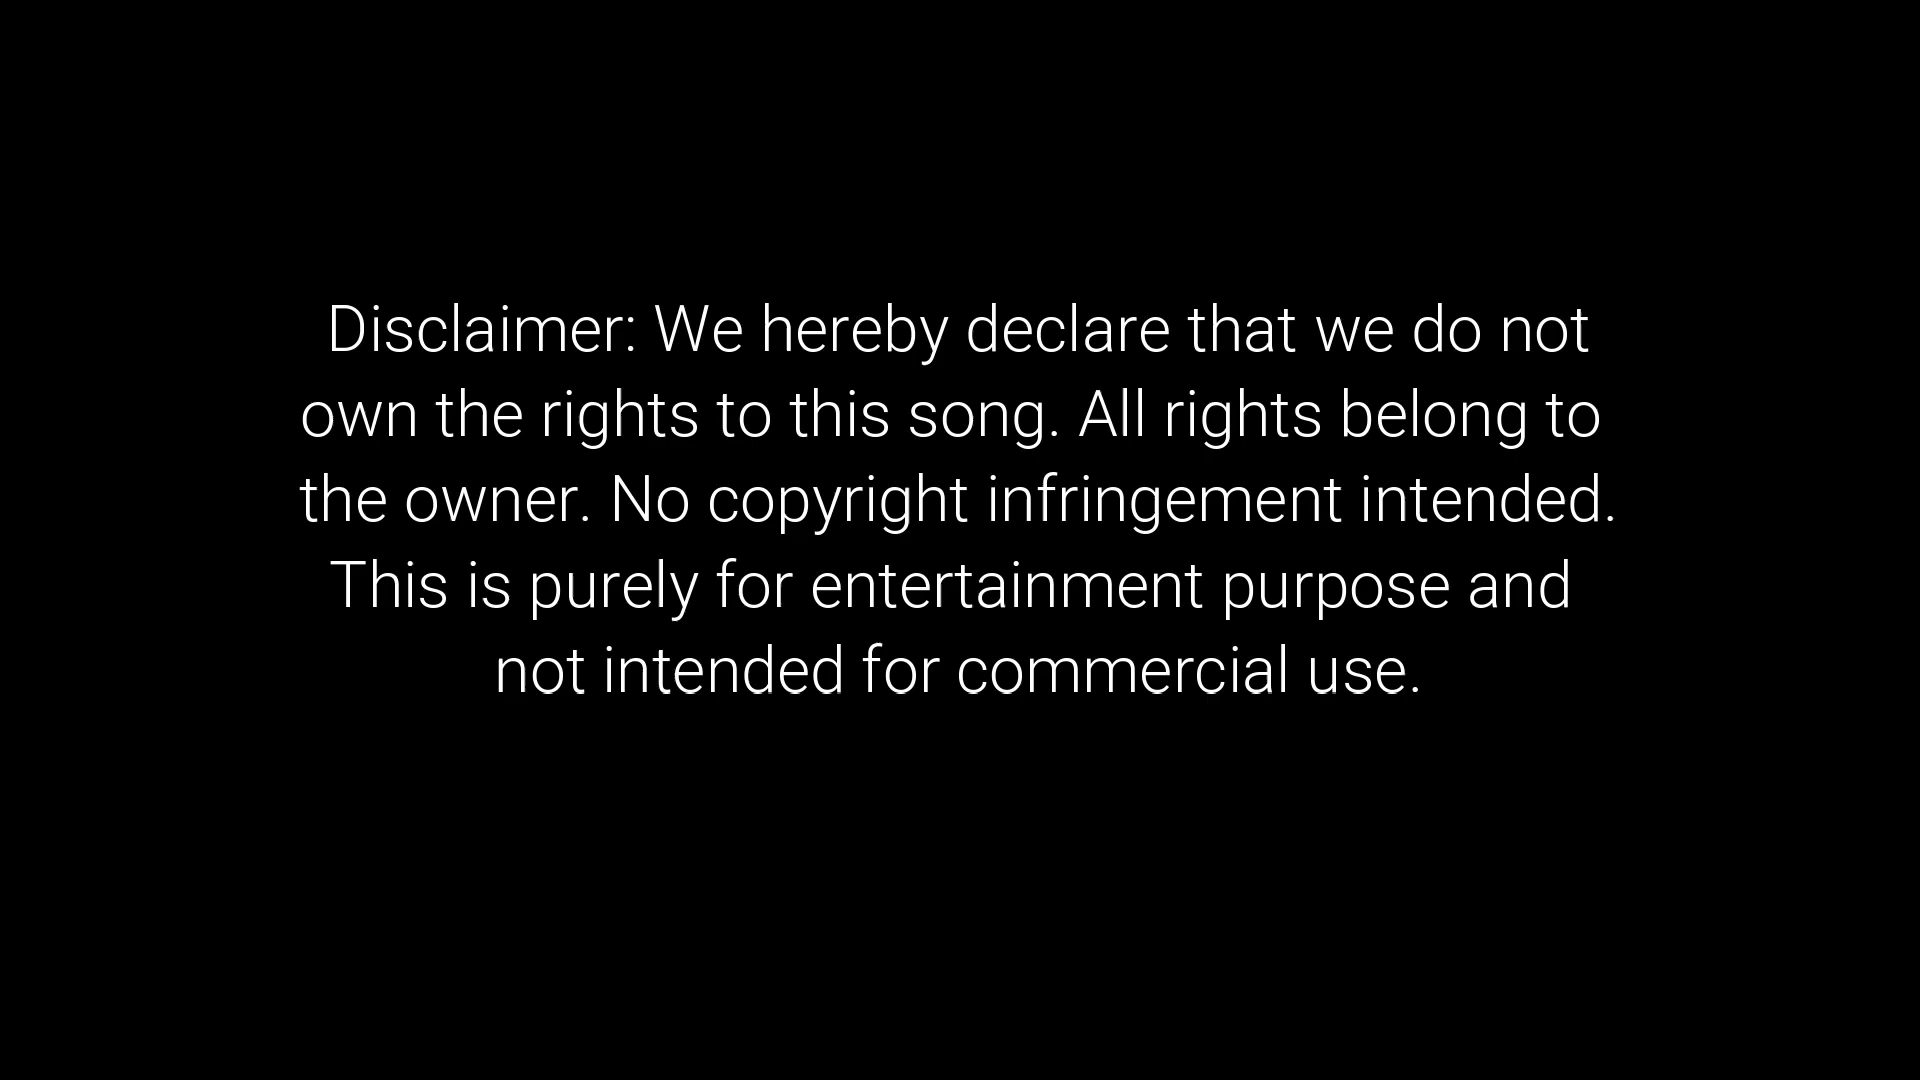 Disclaimer: We hereby declare that we do not
own the rights to this song. All rights belong to
the owner. No copyright infringement intended.
This is purely for entertainment purpose and
not intended for commercial use.